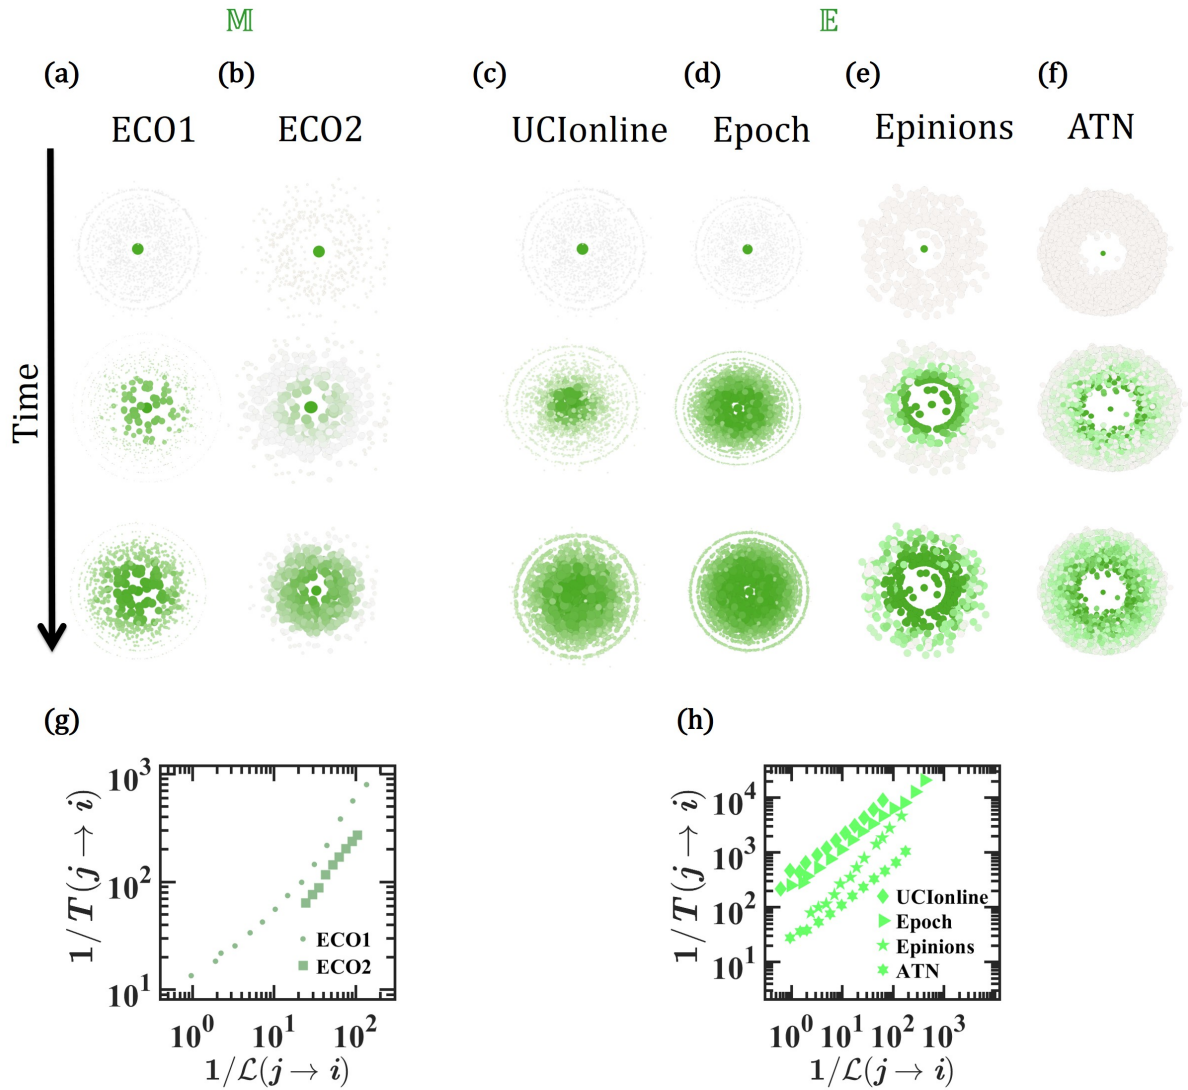 𝕄
𝔼
(a)
(b)
(c)
(d)
(e)
(f)
ECO1
ECO2
UCIonline
Epoch
Epinions
ATN
Time
(g)
1/T(j → i)
10³
10²
10¹
ECO1
ECO2
10⁰ 10¹ 10²
1/ℒ(j → i)
(h)
1/T(j → i)
10⁴
10³
10²
10¹
UCIonline
Epoch
Epinions
ATN
10⁰ 10¹ 10² 10³
1/ℒ(j → i)